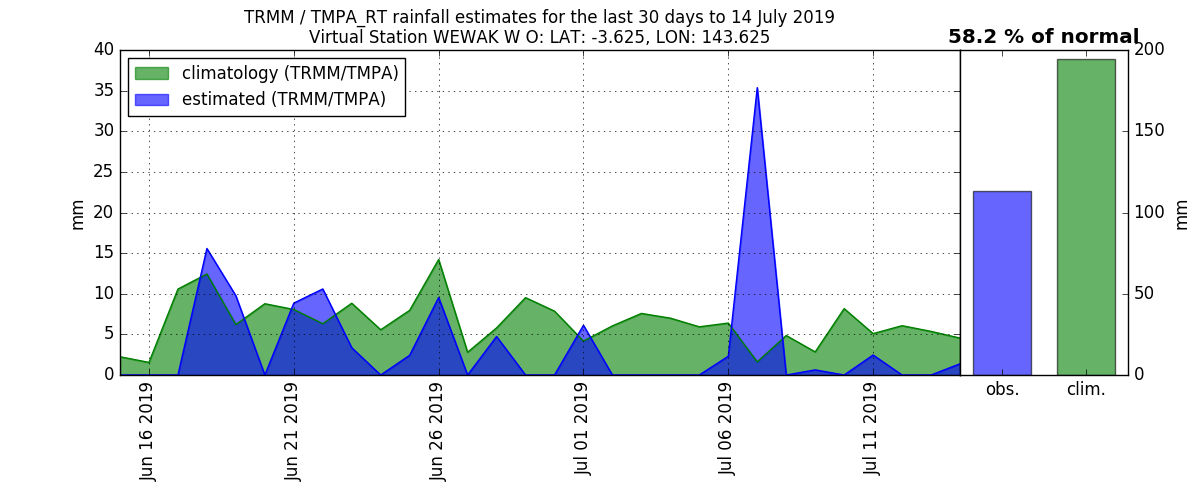 TRMM / TMPA_RT rainfall estimates for the last 30 days to 14 July 2019
Virtual Station WEWAK W O: LAT: -3.625, LON: 143.625
58.2 % of normal
climatology (TRMM/TMPA)
estimated (TRMM/TMPA)
40
35
30
25
20
15
10
5
0
mm
Jun 16 2019
Jun 21 2019
Jun 26 2019
Jul 01 2019
Jul 06 2019
Jul 11 2019
obs.
clim.
200
150
100
50
0
mm